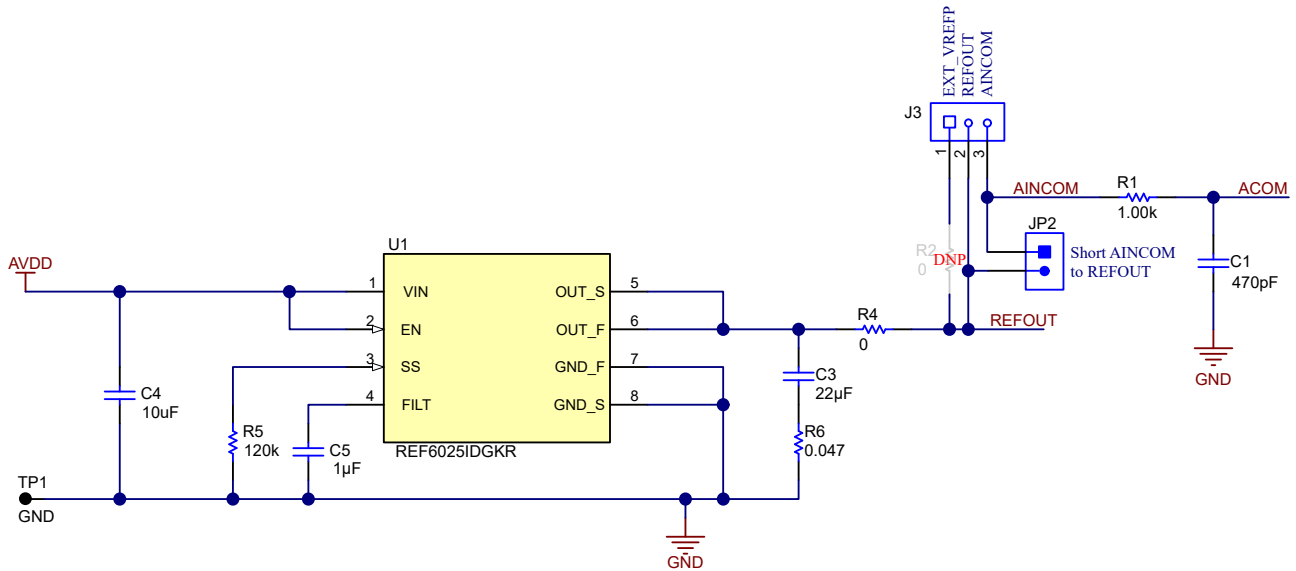 EXT_VREFP
REFOUT
AINCOM
J3
1
2
3
AINCOM
R1
1.00k
ACOM
JP2
Short AINCOM
to REFOUT
C1
470pF
GND
R2
0
DNP
U1
AVDD
1
VIN
OUT_S
5
2
EN
OUT_F
6
3
SS
GND_F
7
4
FILT
GND_S
8
REF6025IDGKR
R4
0
REFOUT
C3
22µF
R6
0.047
C4
10uF
R5
120k
C5
1µF
TP1
GND
GND